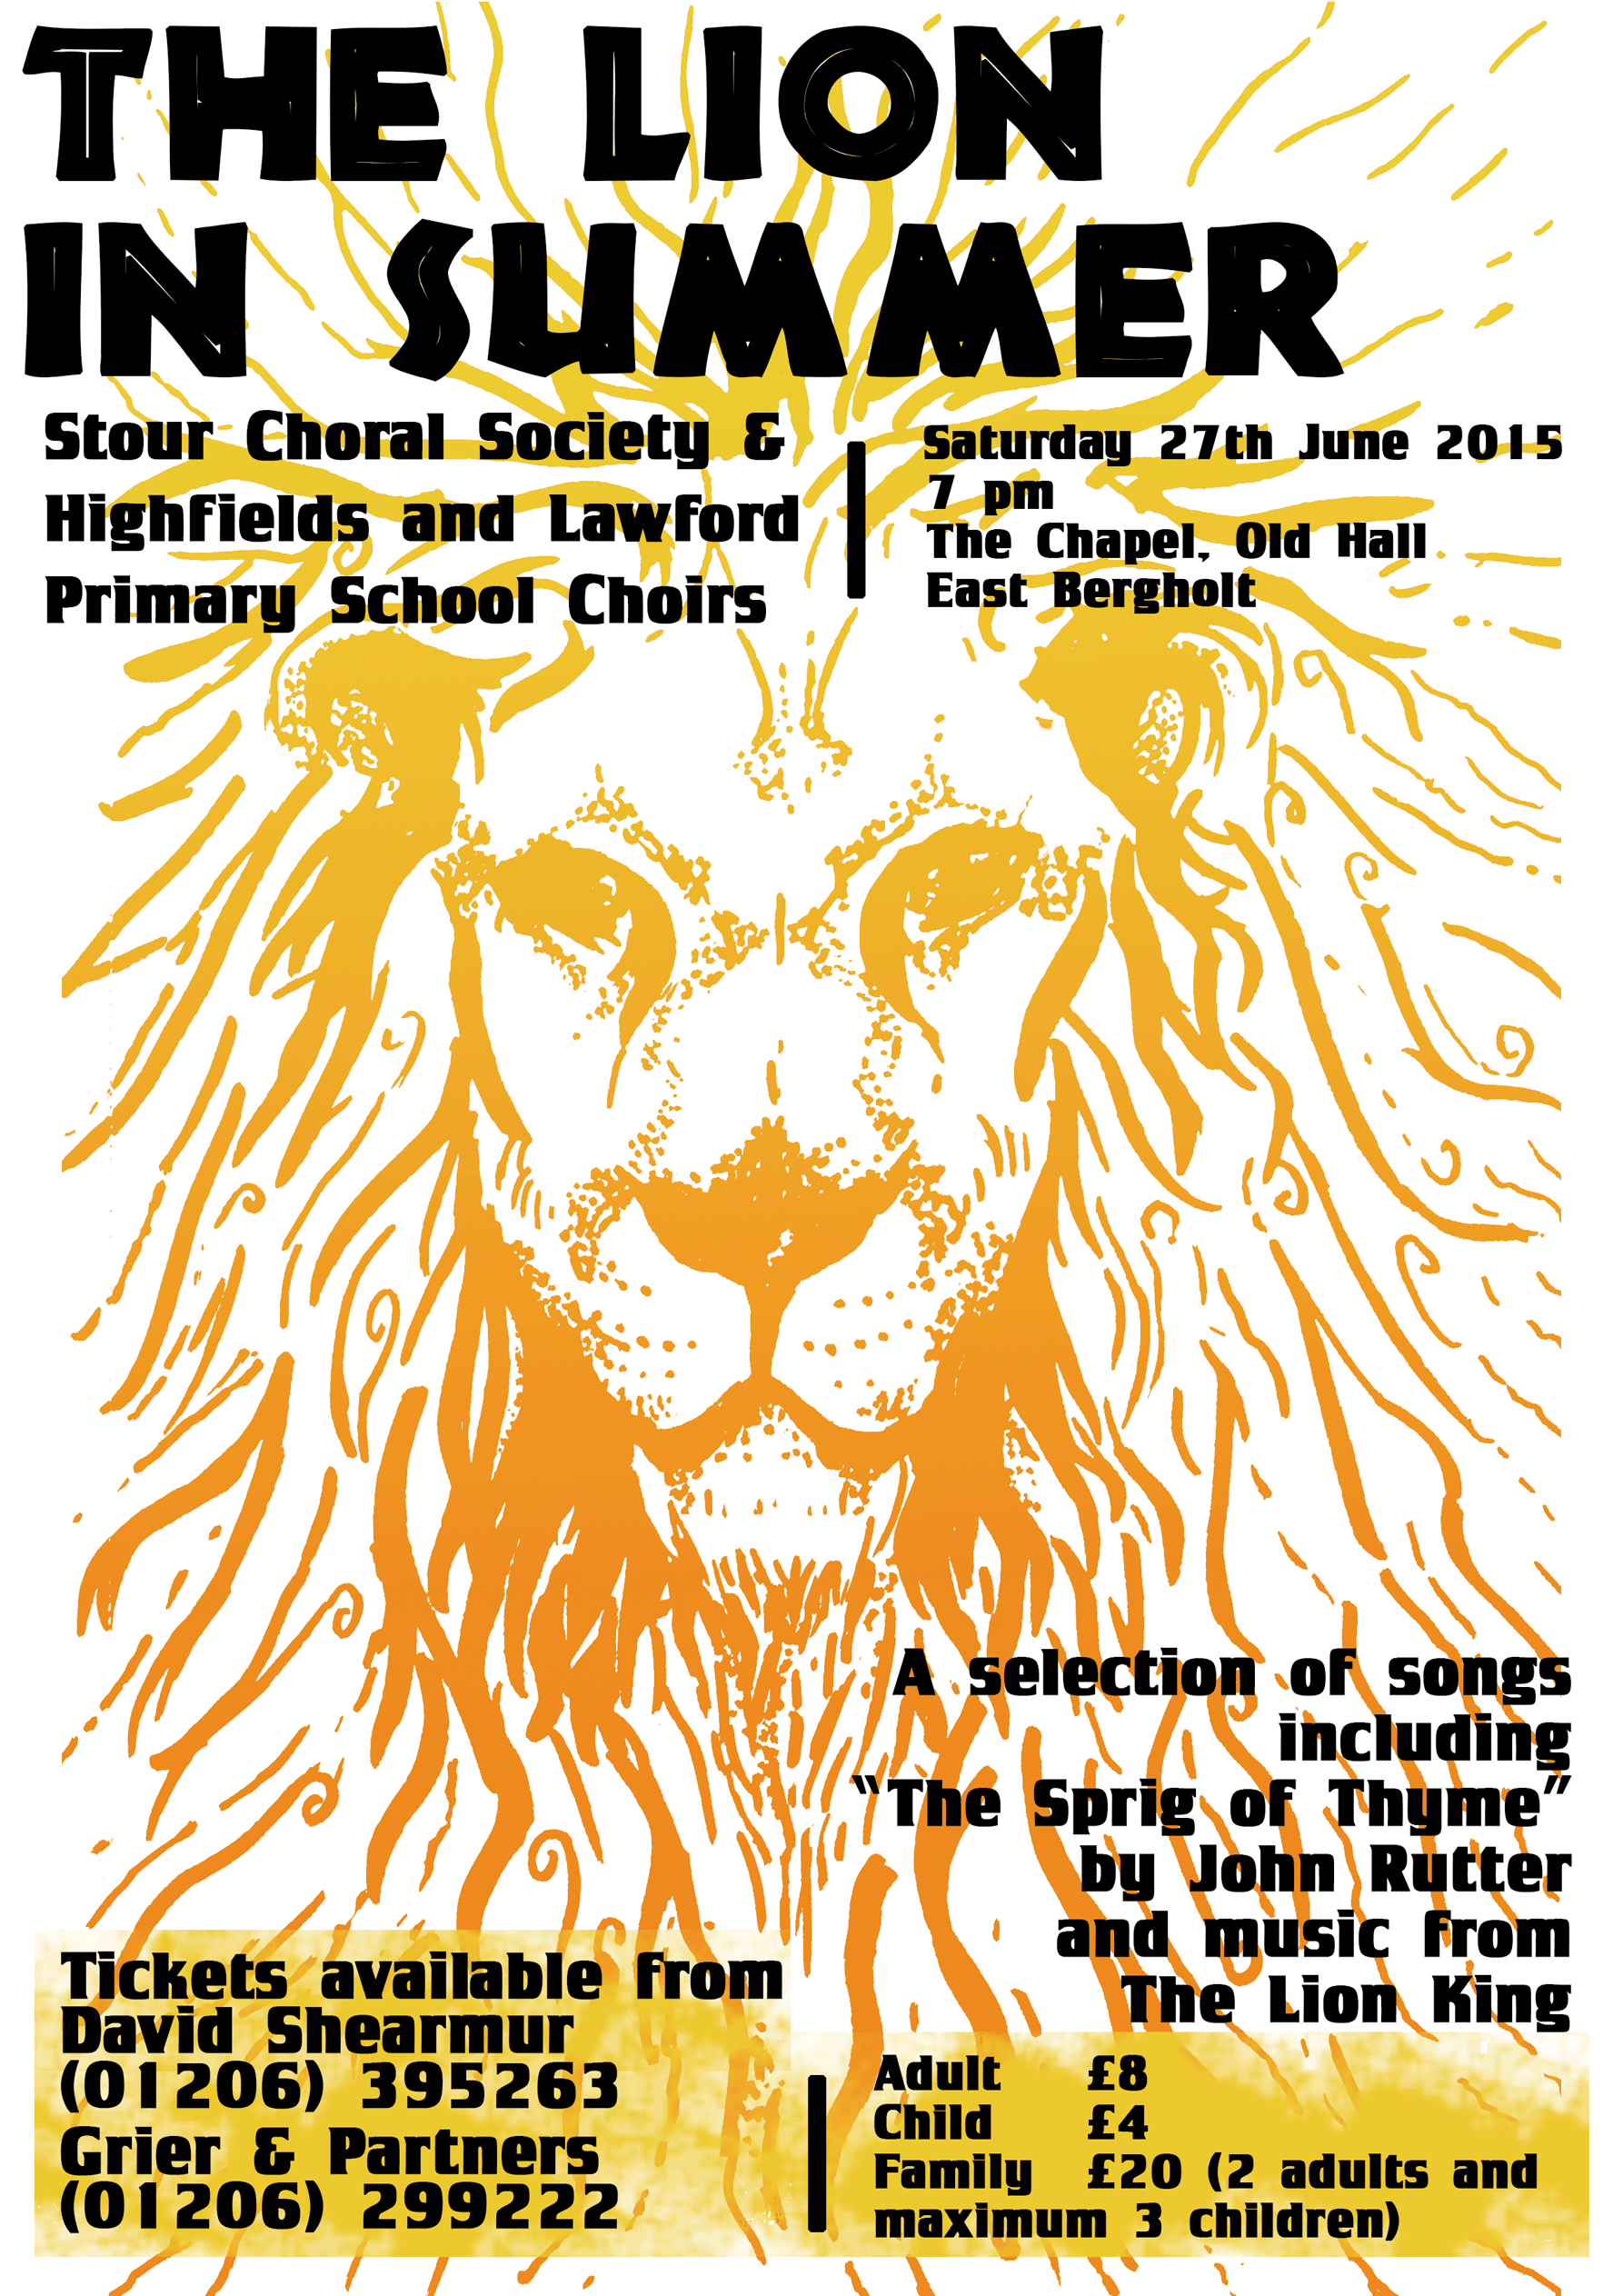 THE LION
IN SUMMER
Stour Choral Society &
Highfields and Lawford
Primary School Choirs
Saturday 27th June 2015
7 pm
The Chapel, Old Hall
East Bergholt
A selection of songs
including
“The Sprig of Thyme”
by John Rutter
and music from
The Lion King
Tickets available from
David Shearmur
(01206) 395263
Grier & Partners
(01206) 299222
Adult £8
Child £4
Family £20 (2 adults and
maximum 3 children)